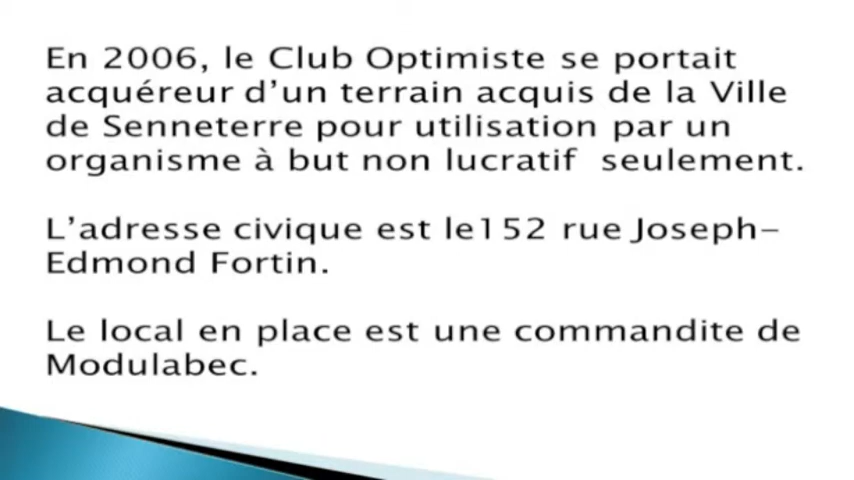 En 2006, le Club Optimiste se portait
acquéreur d’un terrain acquis de la Ville
de Senneterre pour utilisation par un
organisme à but non lucratif  seulement.
L’adresse civique est le152 rue Joseph-
Edmond Fortin.
Le local en place est une commandite de
Modulabec.